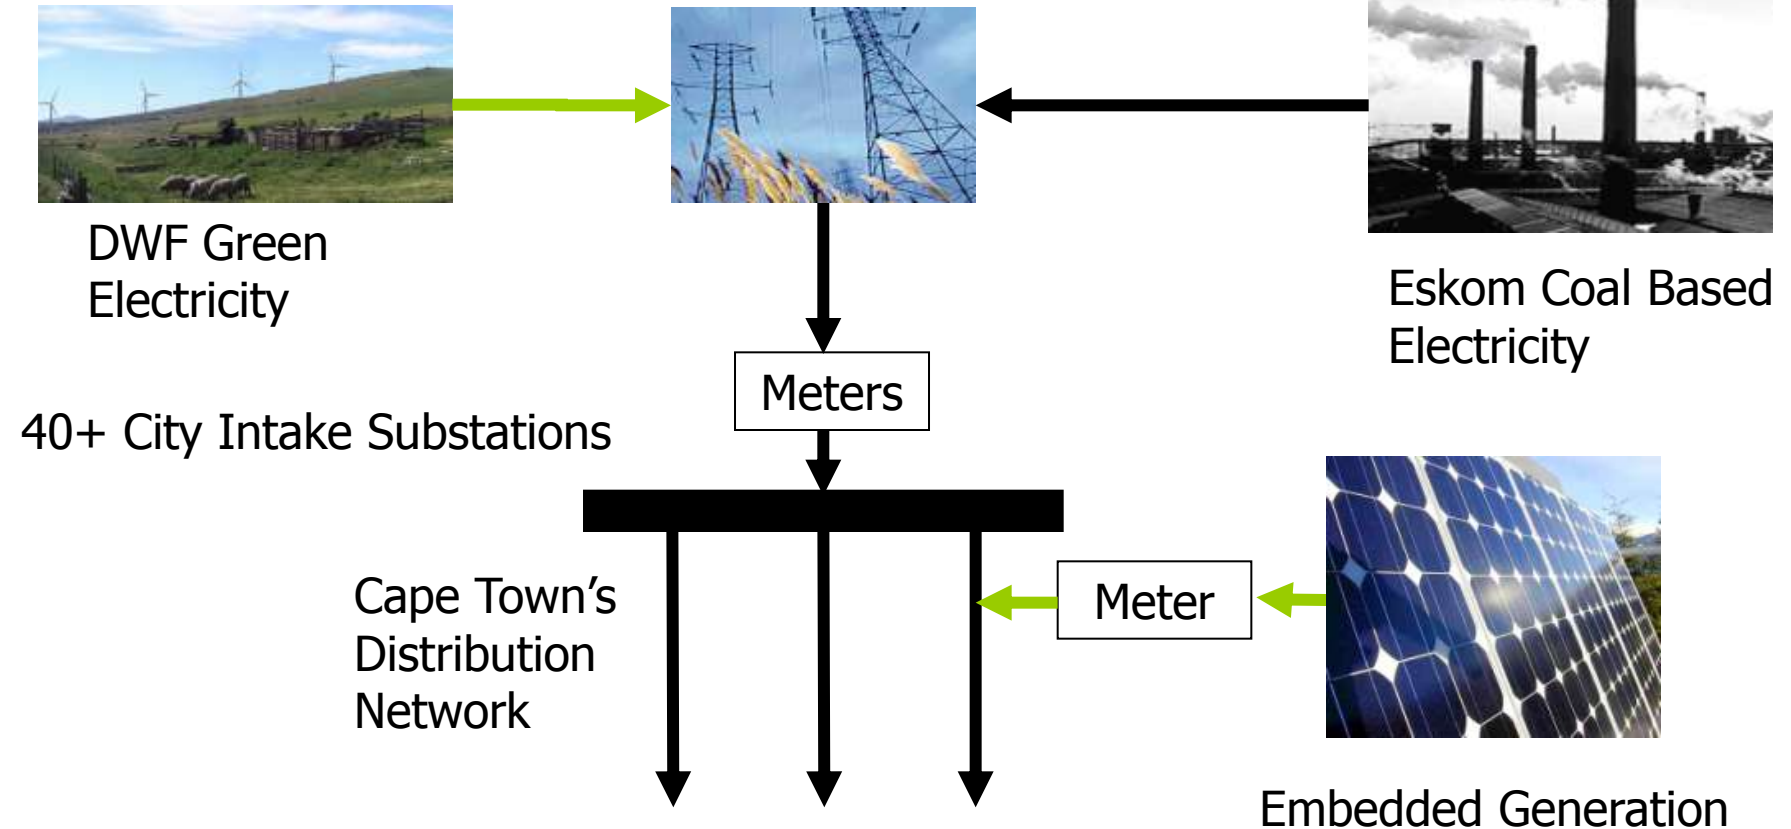 DWF Green
Electricity
Eskom Coal Based
Electricity
Meters
40+ City Intake Substations
Cape Town’s
Distribution
Network
Meter
Embedded Generation